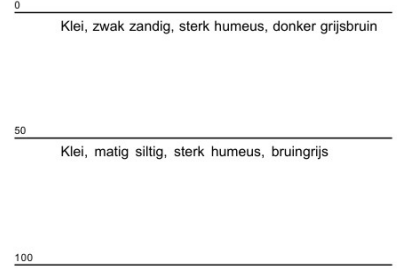 0
Klei, zwak zandig, sterk humeus, donker grijsbruin
50
Klei, matig siltig, sterk humeus, bruingrijs
100